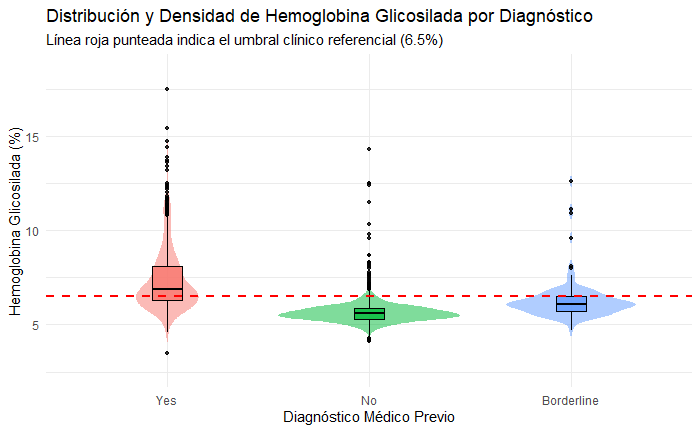 Distribución y Densidad de Hemoglobina Glicosilada por Diagnóstico
Línea roja punteada indica el umbral clínico referencial (6.5%)
Hemoglobina Glicosilada (%)
15
10
5
Yes
No
Borderline
Diagnóstico Médico Previo